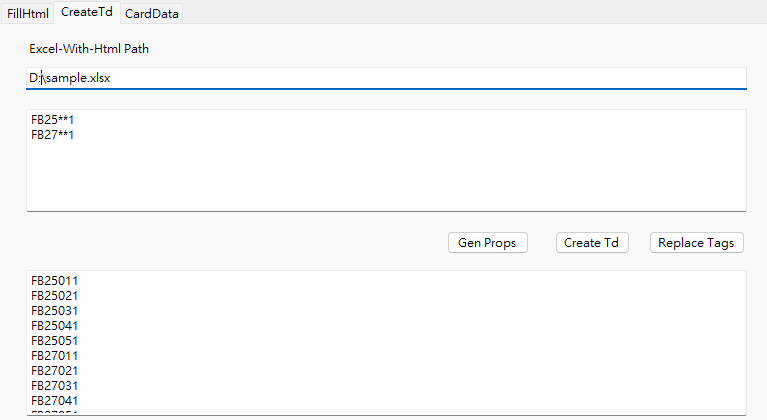 FillHtml CreateTd CardData
Excel-With-Html Path
D:\sample.xlsx
FB25**1
FB27**1
Gen Props Create Td Replace Tags
FB25011
FB25021
FB25031
FB25041
FB25051
FB27011
FB27021
FB27031
FB27041